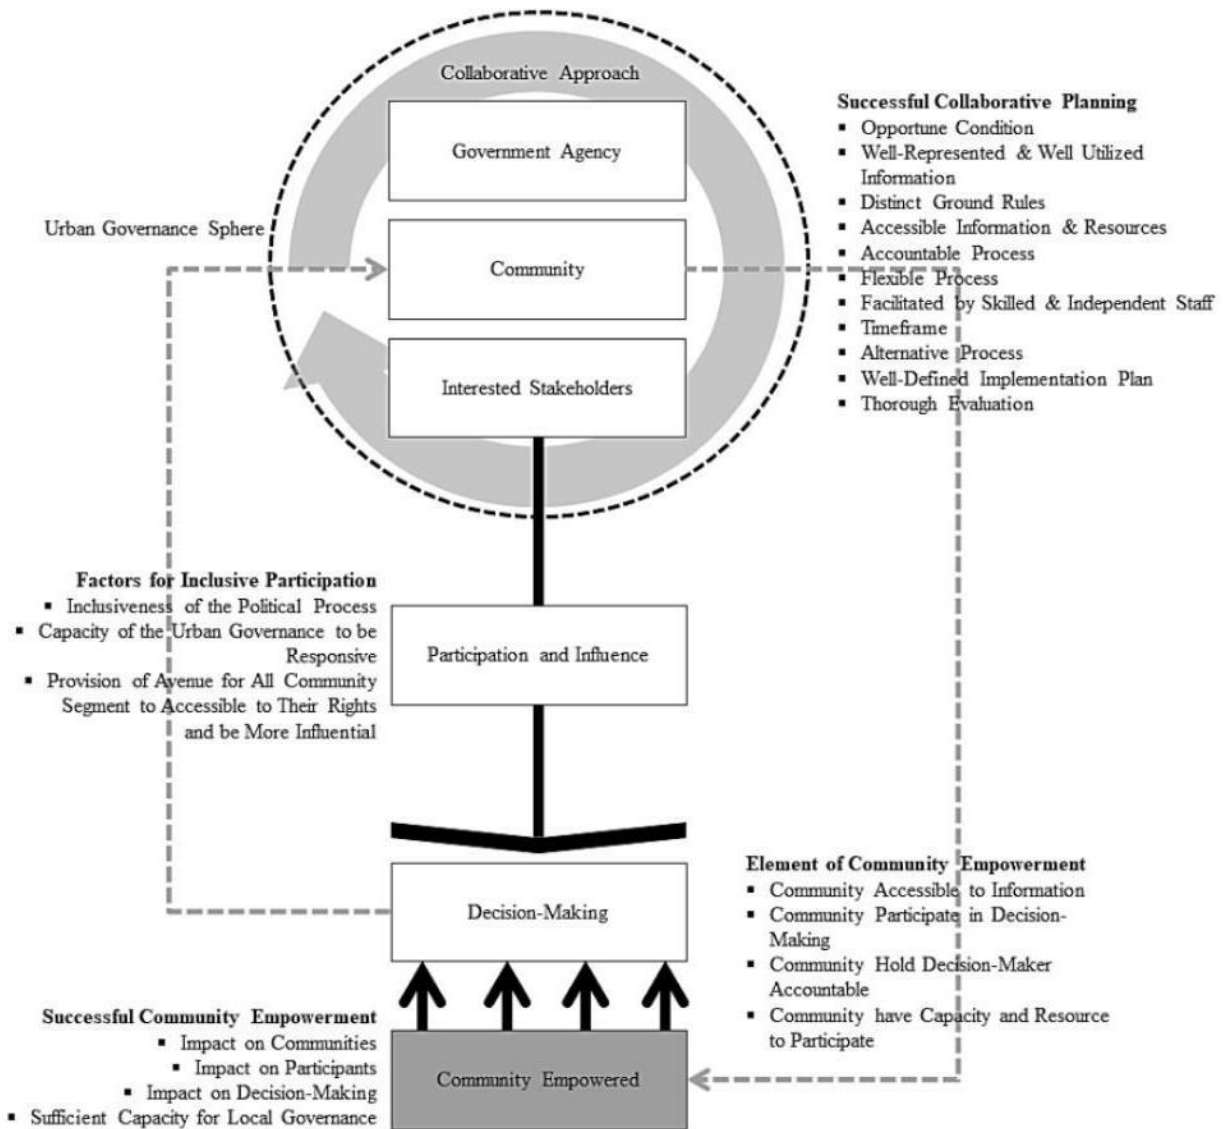 Collaborative Approach
Government Agency
Urban Governance Sphere
Community
Interested Stakeholders
Successful Collaborative Planning
▪ Opportune Condition
▪ Well-Represented & Well Utilized
Information
▪ Distinct Ground Rules
▪ Accessible Information & Resources
▪ Accountable Process
▪ Flexible Process
▪ Facilitated by Skilled & Independent Staff
▪ Timeframe
▪ Alternative Process
▪ Well-Defined Implementation Plan
▪ Thorough Evaluation
Factors for Inclusive Participation
▪ Inclusiveness of the Political Process
▪ Capacity of the Urban Governance to be
Responsive
▪ Provision of Avenue for All Community
Segment to Accessible to Their Rights
and be More Influential
Participation and Influence
Decision-Making
Element of Community Empowerment
▪ Community Accessible to Information
▪ Community Participate in Decision-
Making
▪ Community Hold Decision-Maker
Accountable
▪ Community have Capacity and Resource
to Participate
Successful Community Empowerment
▪ Impact on Communities
▪ Impact on Participants
▪ Impact on Decision-Making
▪ Sufficient Capacity for Local Governance
Community Empowered